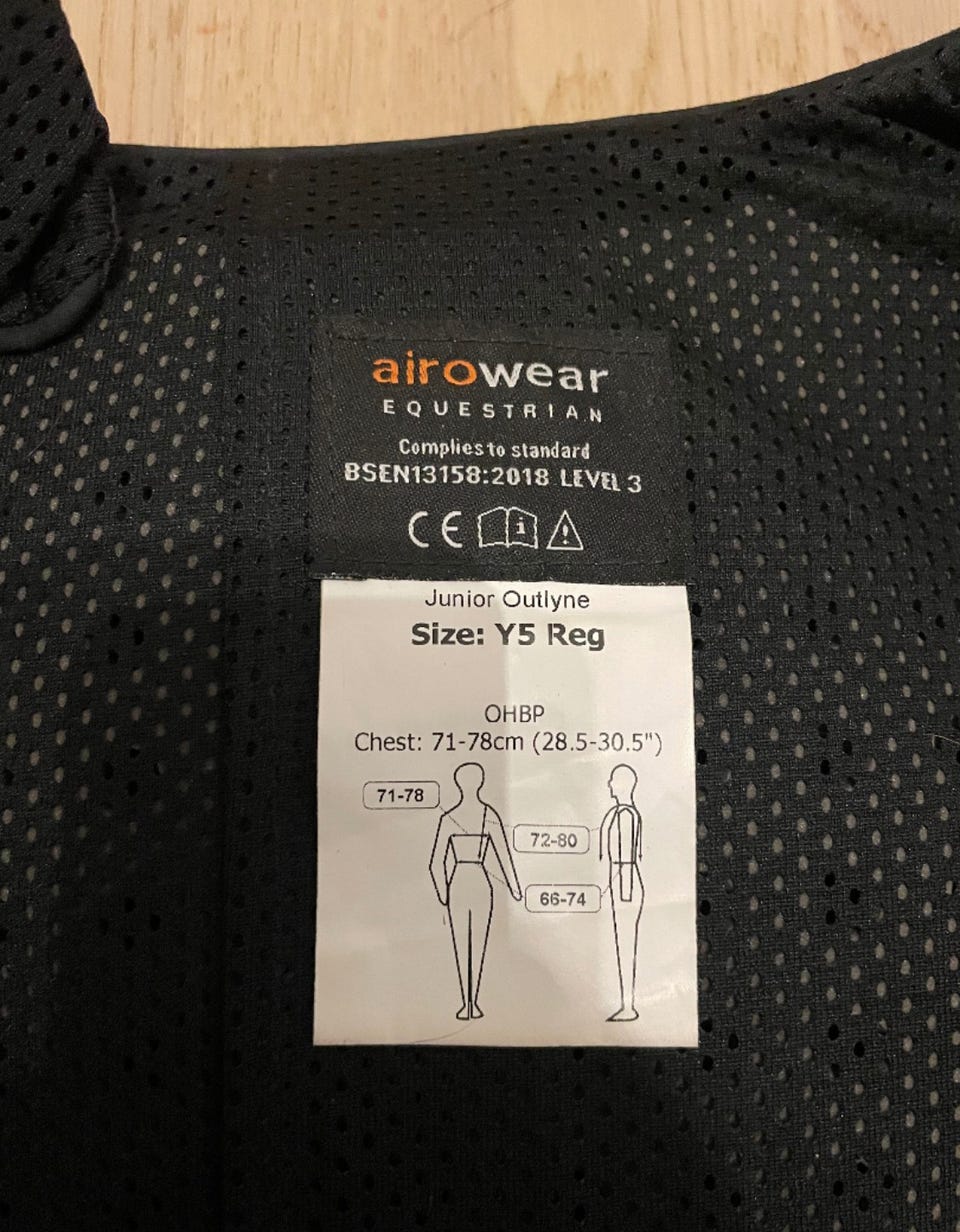 airowear
EQUESTRIAN
Complies to standard
BSEN13158:2018 LEVEL 3
CE i !
Junior Outlyne
Size: Y5 Reg
OHBP
Chest: 71-78cm (28.5-30.5")
71-78
72-80
66-74